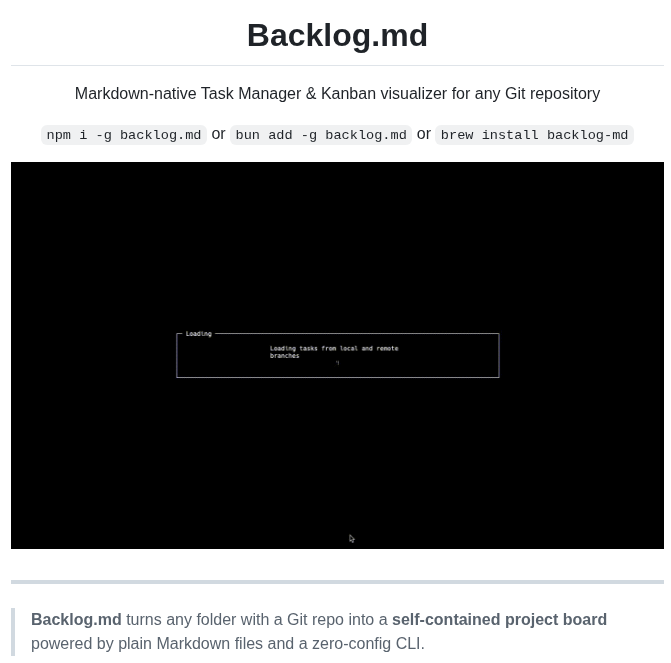 Backlog.md
Markdown-native Task Manager & Kanban visualizer for any Git repository
npm i -g backlog.md or bun add -g backlog.md or brew install backlog-md
Loading
Loading tasks from local and remote
branches
Backlog.md turns any folder with a Git repo into a self-contained project board
powered by plain Markdown files and a zero-config CLI.